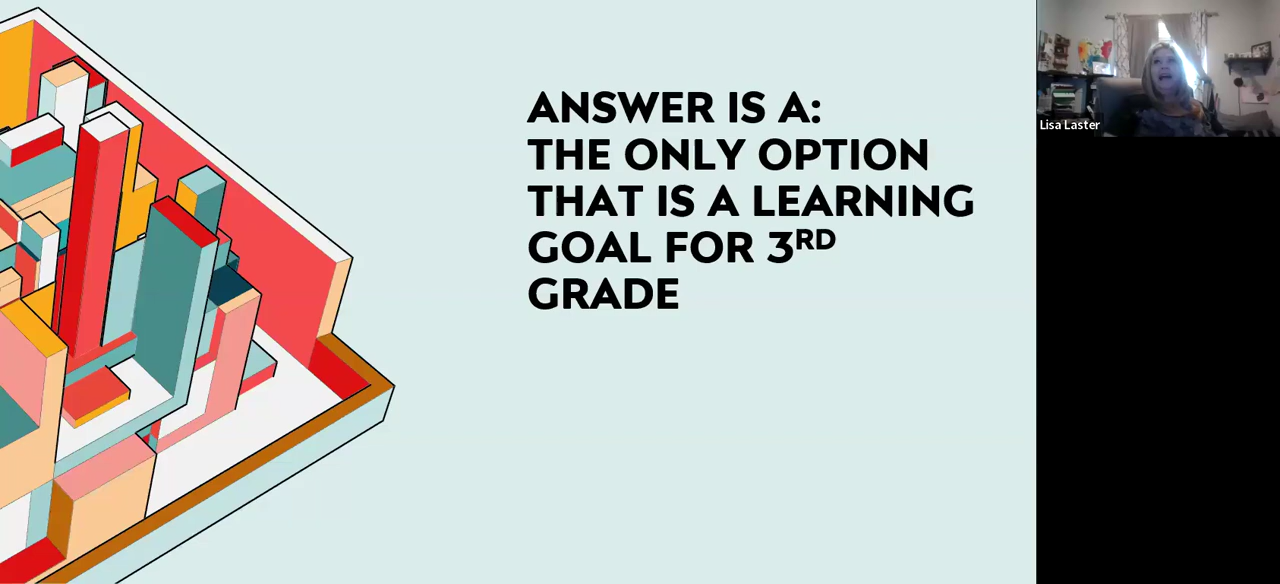 ANSWER IS A:
THE ONLY OPTION
THAT IS A LEARNING
GOAL FOR 3RD
GRADE
Lisa Laster